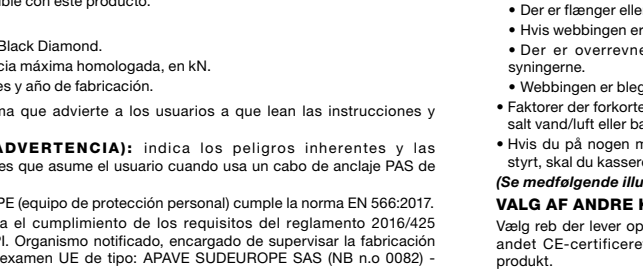 ble con este producto.
Black Diamond.
cia máxima homologada, en kN.
es y año de fabricación.
ma que advierte a los usuarios a que lean las instrucciones y
ADVERTENCIA): indica los peligros inherentes y las
es que asume el usuario cuando usa un cabo de anclaje PAS de
PE (equipo de protección personal) cumple la norma EN 566:2017.
a el cumplimiento de los requisitos del reglamento 2016/425
PI. Organismo notificado, encargado de supervisar la fabricación
examen UE de tipo: APAVE SUDEUROPE SAS (NB n.o 0082) -
• Der er flænger elle
• Hvis webbingen er
• Der er overrevne
syningerne.
• Webbingen er bleg
• Faktorer der forkorte
salt vand/luft eller ba
• Hvis du på nogen m
styrt, skal du kassere
(Se medfølgende illu
VALG AF ANDRE K
Vælg reb der lever op
andet CE-certificere
produkt.